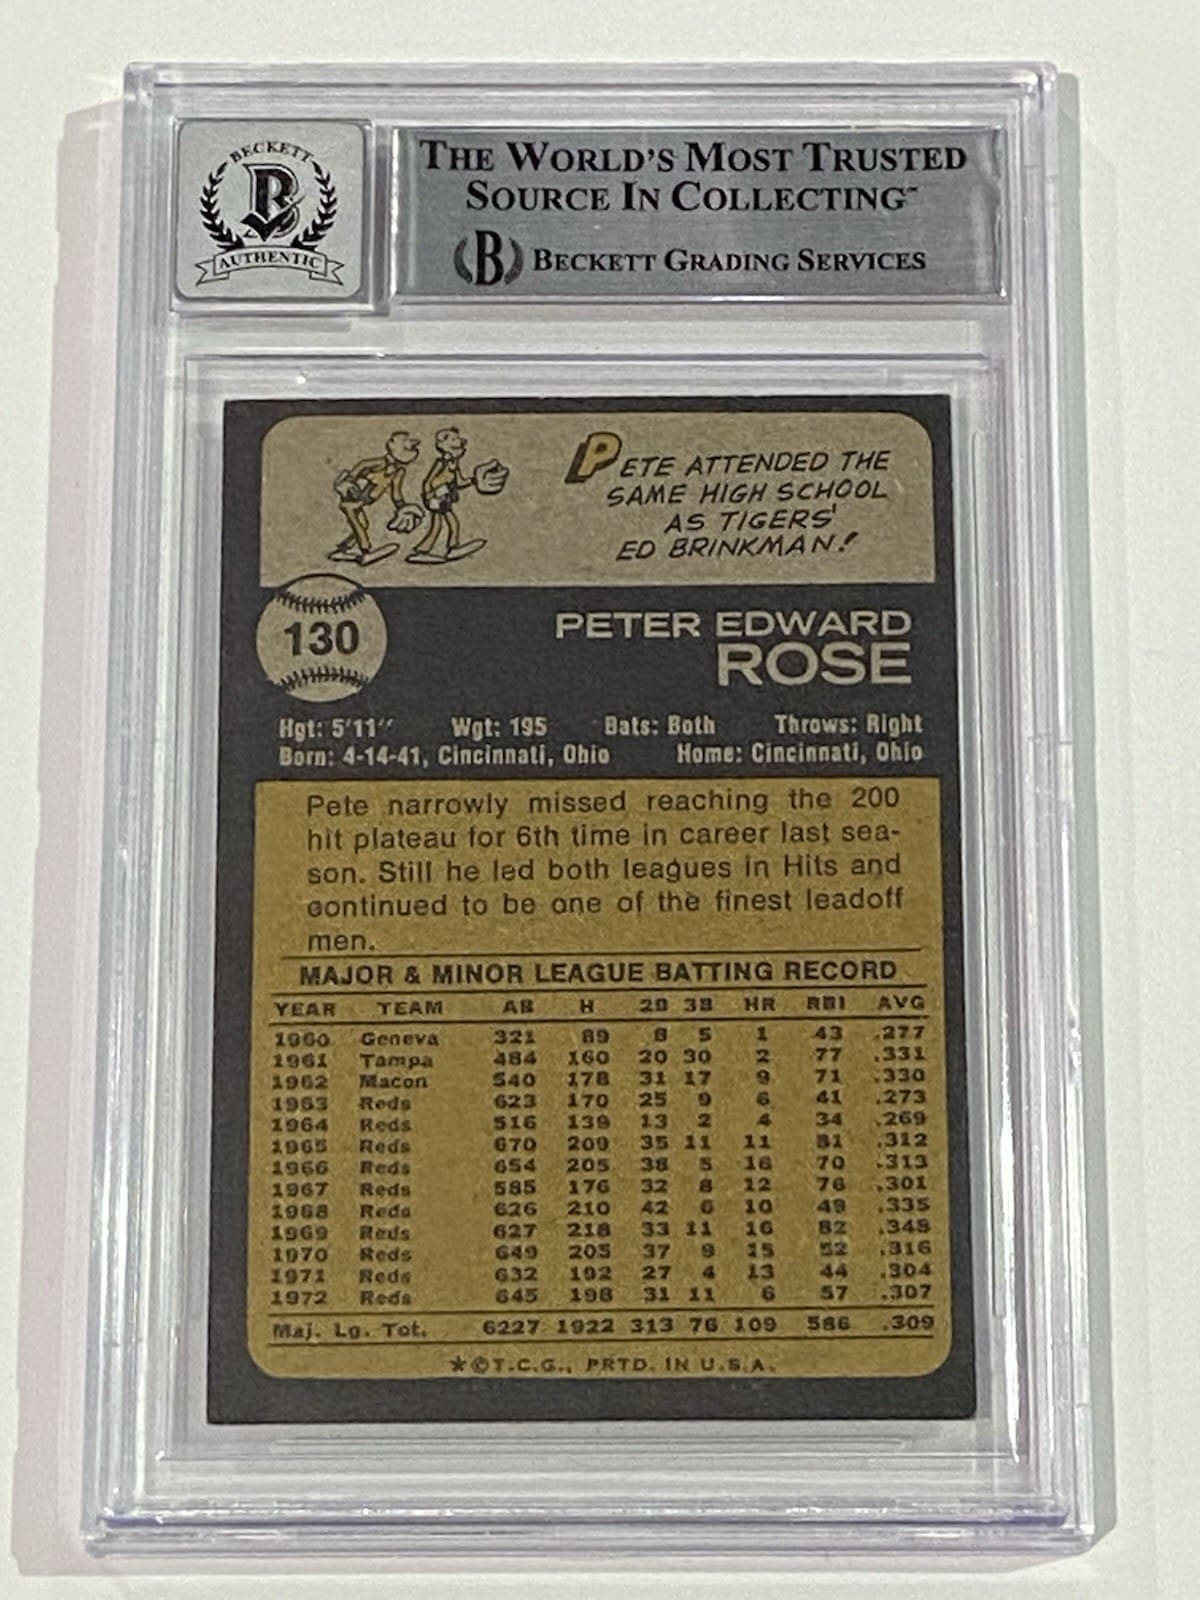 BECKETT
B
AUTHENTIC
THE WORLD'S MOST TRUSTED
SOURCE IN COLLECTING™
(B) BECKETT GRADING SERVICES
PETE ATTENDED THE
SAME HIGH SCHOOL
AS TIGERS'
ED BRINKMAN!
130
PETER EDWARD
ROSE
Hgt: 5'11" Wgt: 195 Bats: Both Throws: Right
Born: 4-14-41, Cincinnati, Ohio Home: Cincinnati, Ohio
Pete narrowly missed reaching the 200
hit plateau for 6th time in career last sea-
son. Still he led both leagues in Hits and
continued to be one of the finest leadoff
men.
MAJOR & MINOR LEAGUE BATTING RECORD
YEAR TEAM AB H 2B 3B HR RBI AVG
1960 Geneva 321 89 8 5 1 43 .277
1961 Tampa 484 160 20 30 2 77 .331
1962 Macon 540 178 31 17 9 71 .330
1963 Reds 623 170 25 9 6 41 .273
1964 Reds 516 139 13 2 4 34 .269
1965 Reds 670 209 35 11 11 81 .312
1966 Reds 654 205 38 5 16 70 .313
1967 Reds 585 176 32 8 12 76 .301
1968 Reds 626 210 42 6 10 49 .335
1969 Reds 627 218 33 11 16 82 .348
1970 Reds 649 205 37 9 15 52 .316
1971 Reds 632 192 27 4 13 44 .304
1972 Reds 645 198 31 11 6 57 .307
Maj. Lg. Tot. 6227 1922 313 76 109 586 .309
★©T.C.G., PRTD. IN U.S.A.